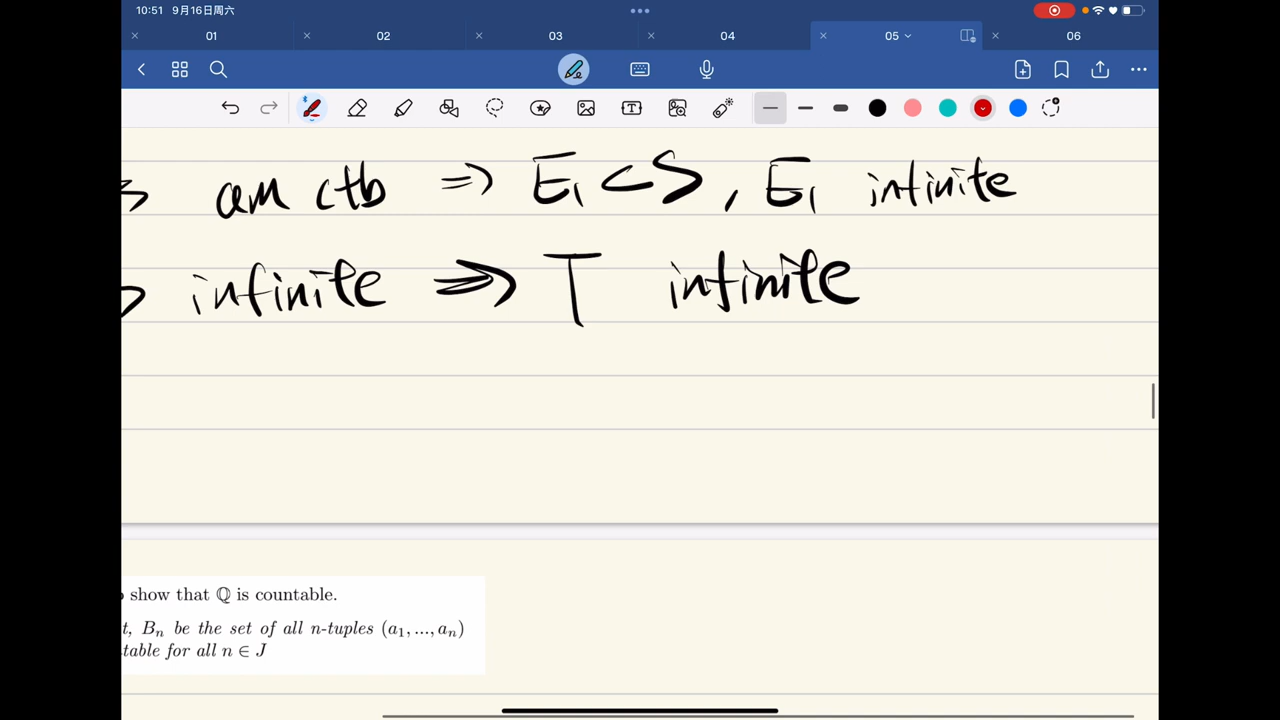 10:51 9月16日周六
01 02 03 04 05 06
⇒ am ctb ⇒ E₁ ⊂ S, E₁ infinite
⇒ infinite ⇒ T infinite
show that ℚ is countable.
t, Bₙ be the set of all n-tuples (a₁, ..., aₙ)
table for all n ∈ J